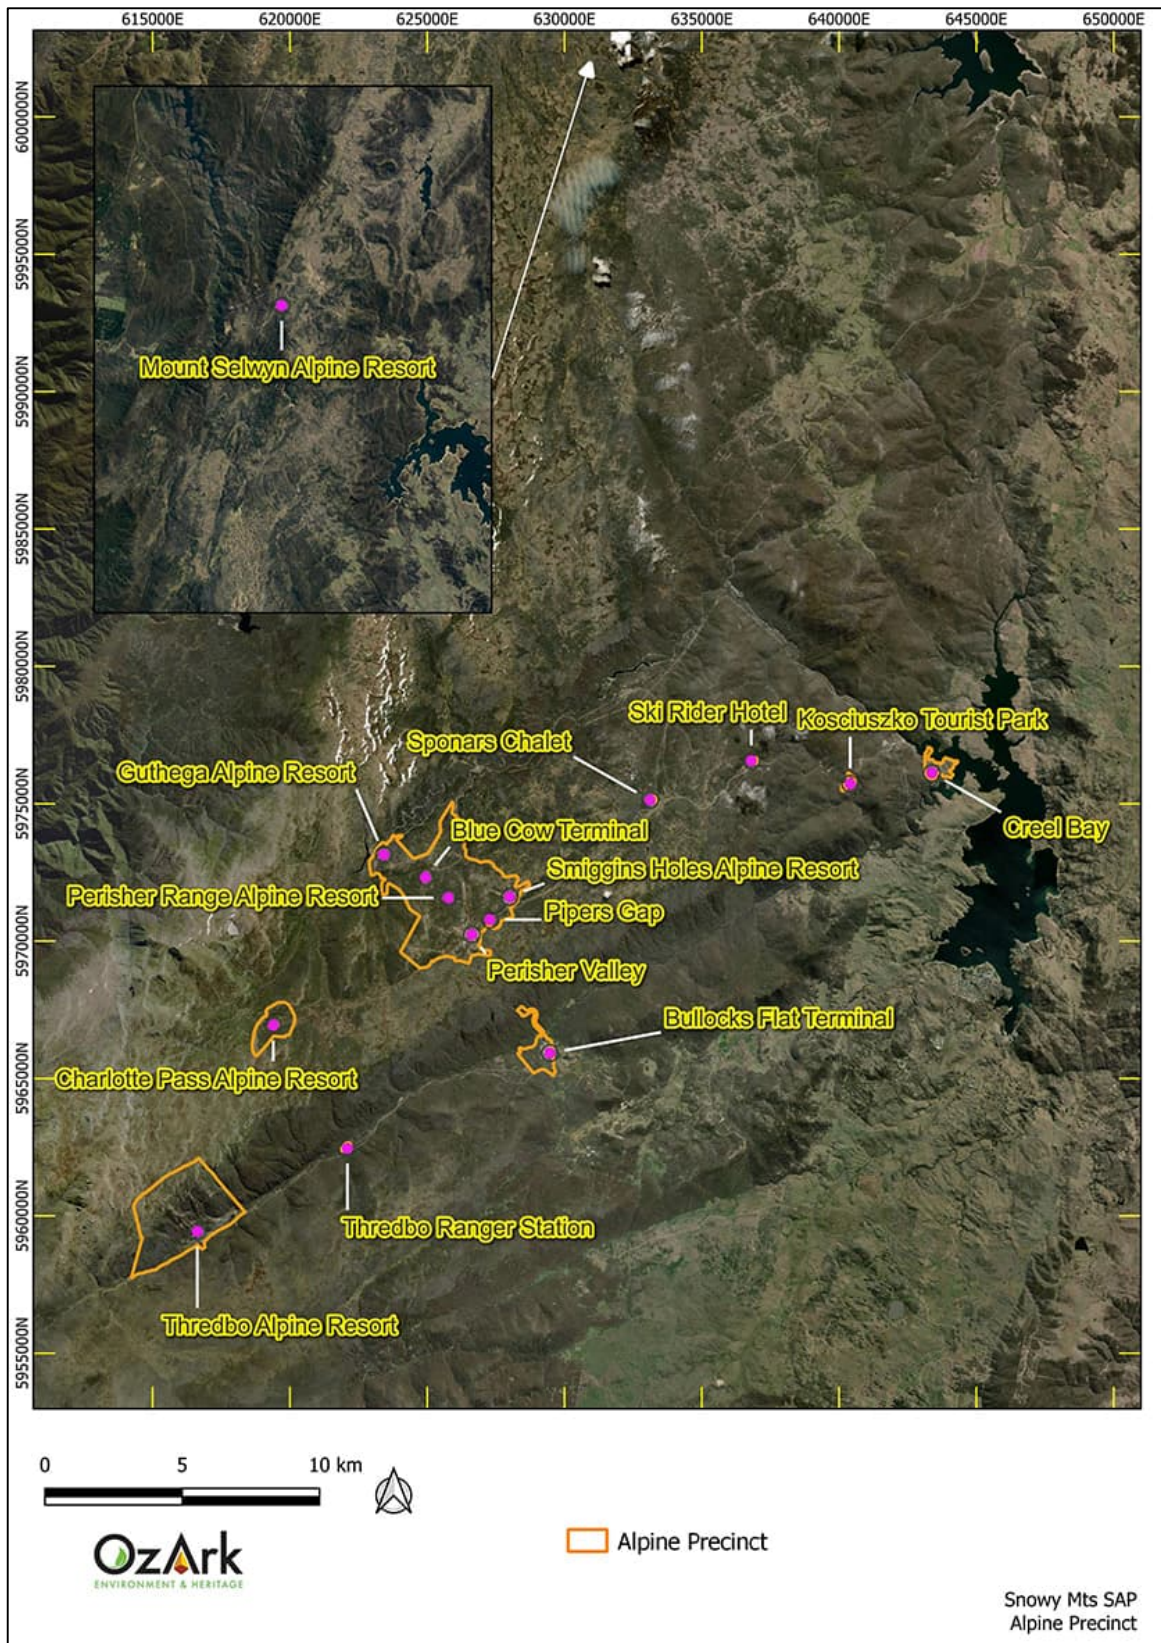 615000E 620000E 625000E 630000E 635000E 640000E 645000E 650000E
6000000N
5995000N
5990000N
5985000N
5980000N
5975000N
5970000N
5965000N
5960000N
5955000N
Mount Selwyn Alpine Resort
Ski Rider Hotel
Kosciuszko Tourist Park
Sponars Chalet
Guthega Alpine Resort
Creel Bay
Blue Cow Terminal
Smiggins Holes Alpine Resort
Perisher Range Alpine Resort
Pipers Gap
Perisher Valley
Bullocks Flat Terminal
Charlotte Pass Alpine Resort
Thredbo Ranger Station
Thredbo Alpine Resort
0 5 10 km
OzArk
ENVIRONMENT & HERITAGE
Alpine Precinct
Snowy Mts SAP
Alpine Precinct